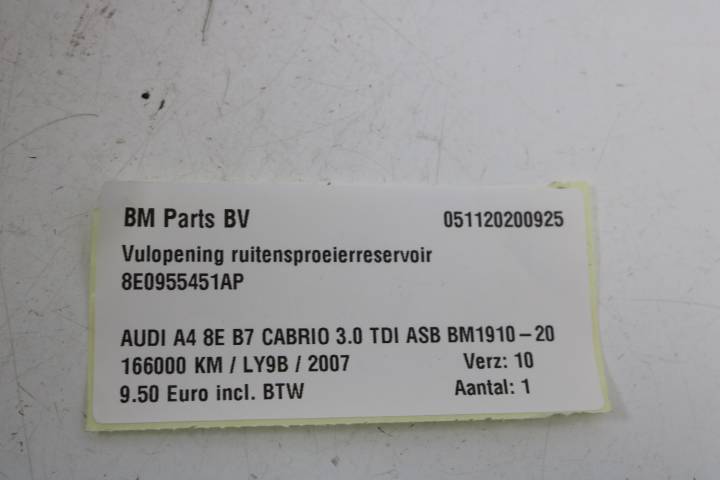 BM Parts BV 051120200925
Vulopening ruitensproeierreservoir
8E0955451AP
AUDI A4 8E B7 CABRIO 3.0 TDI ASB BM1910-20
166000 KM / LY9B / 2007 Verz: 10
9.50 Euro incl. BTW Aantal: 1